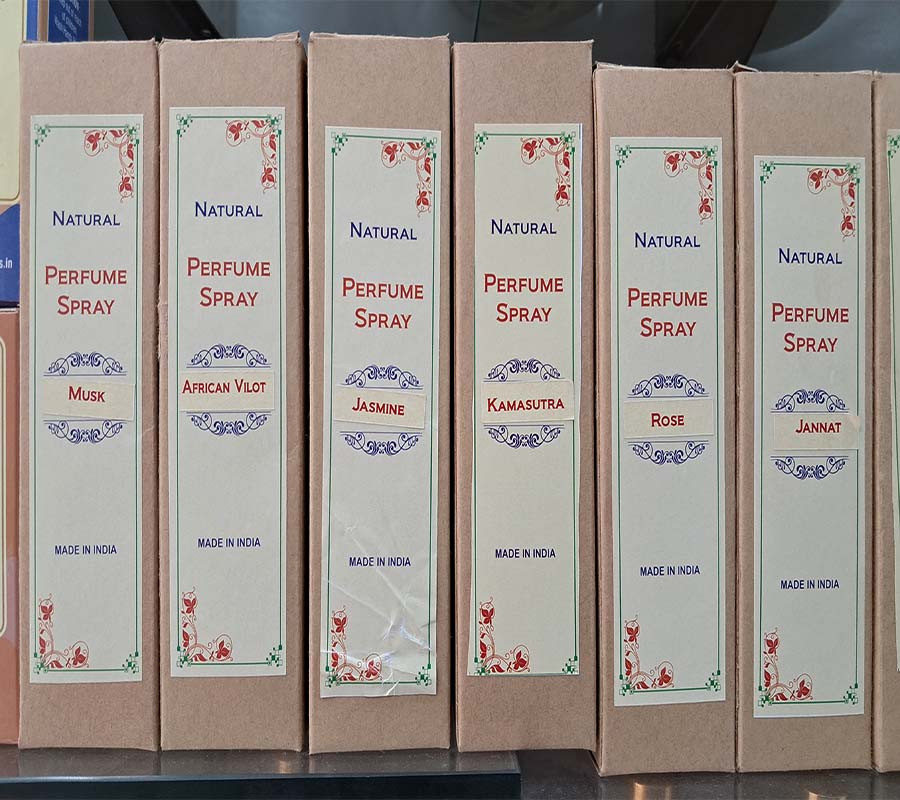 s.in
Natural
Perfume
Spray
Musk
MADE IN INDIA
Natural
Perfume
Spray
African Vilot
MADE IN INDIA
Natural
Perfume
Spray
Jasmine
MADE IN INDIA
Natural
Perfume
Spray
Kamasutra
MADE IN INDIA
Natural
Perfume
Spray
Rose
MADE IN INDIA
Natural
Perfume
Spray
Jannat
MADE IN INDIA